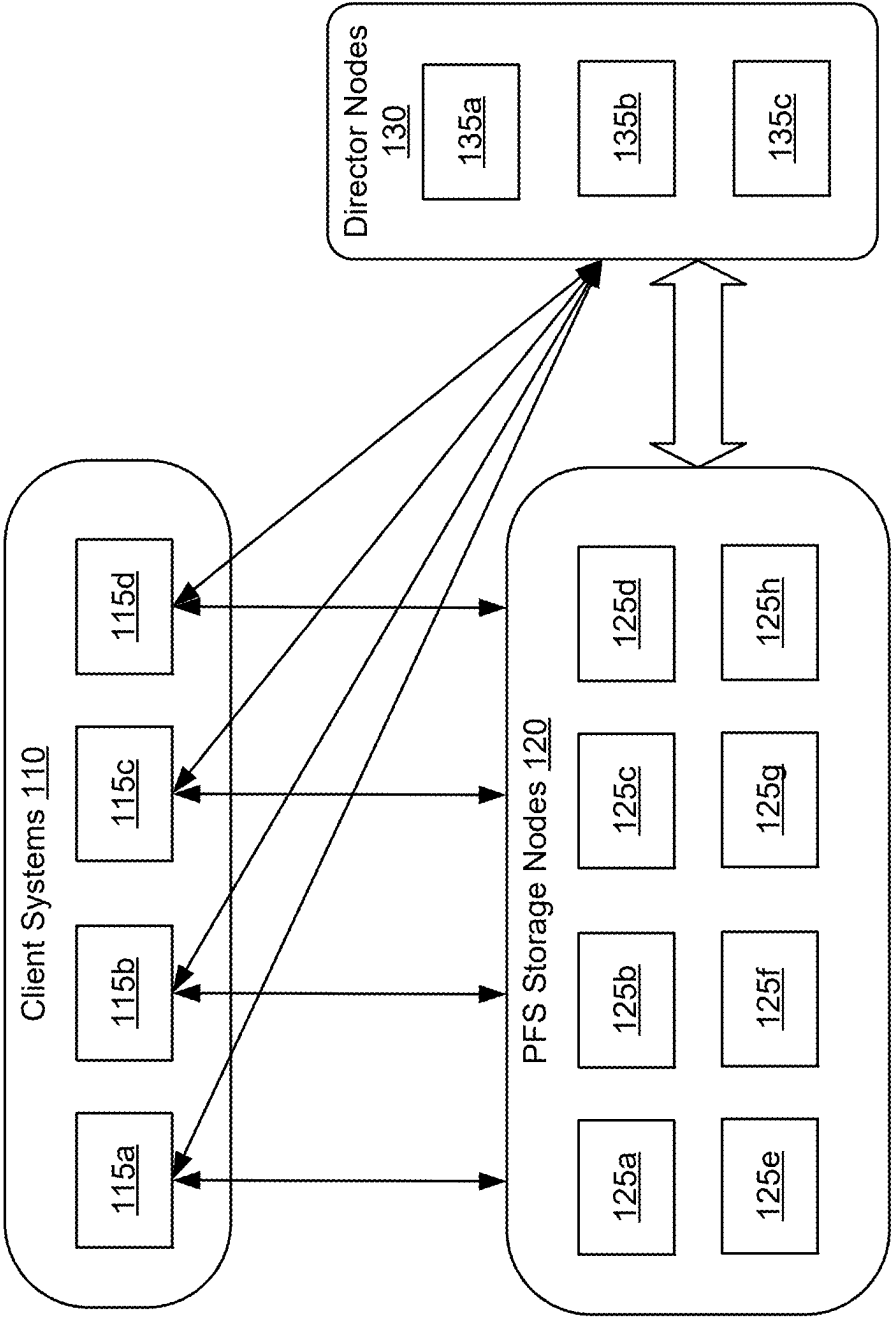 Client Systems 110
115a
115b
115c
115d
PFS Storage Nodes 120
125a
125b
125c
125d
125e
125f
125g
125h
Director Nodes
130
135a
135b
135c